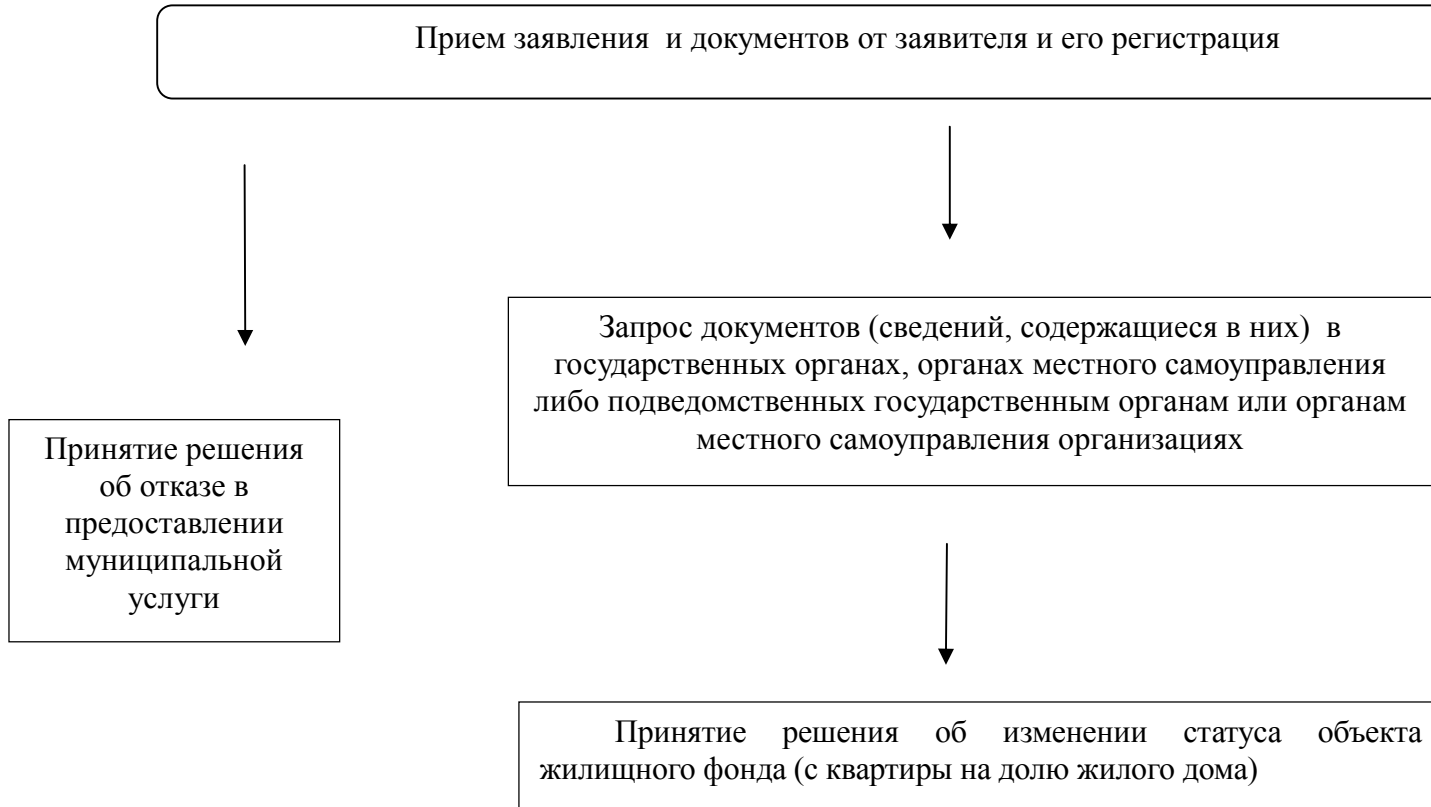 Прием заявления и документов от заявителя и его регистрация
Запрос документов (сведений, содержащиеся в них) в
государственных органах, органах местного самоуправления
либо подведомственных государственным органам или органам
местного самоуправления организациях
Принятие решения
об отказе в
предоставлении
муниципальной
услуги
Принятие решения об изменении статуса объекта
жилищного фонда (с квартиры на долю жилого дома)